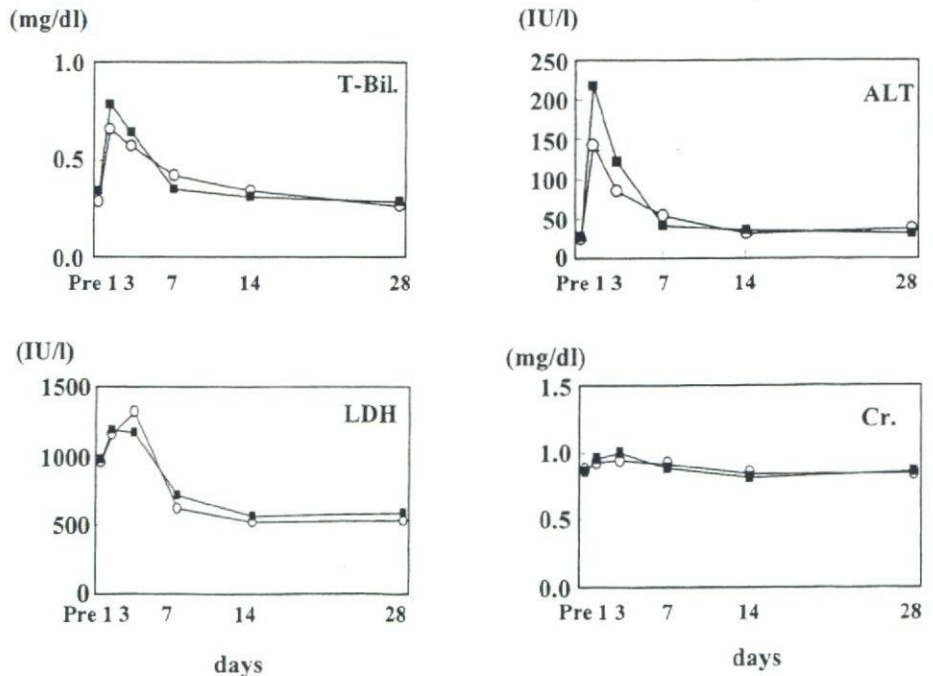 (mg/dl)
1.0
T-Bil.
0.5
0.0
Pre 1 3 7 14 28
(IU/l)
250
ALT
200
150
100
50
0
Pre 1 3 7 14 28
(IU/l)
1500
LDH
1000
500
0
Pre 1 3 7 14 28
days
(mg/dl)
1.5
Cr.
1.0
0.5
0.0
Pre 1 3 7 14 28
days